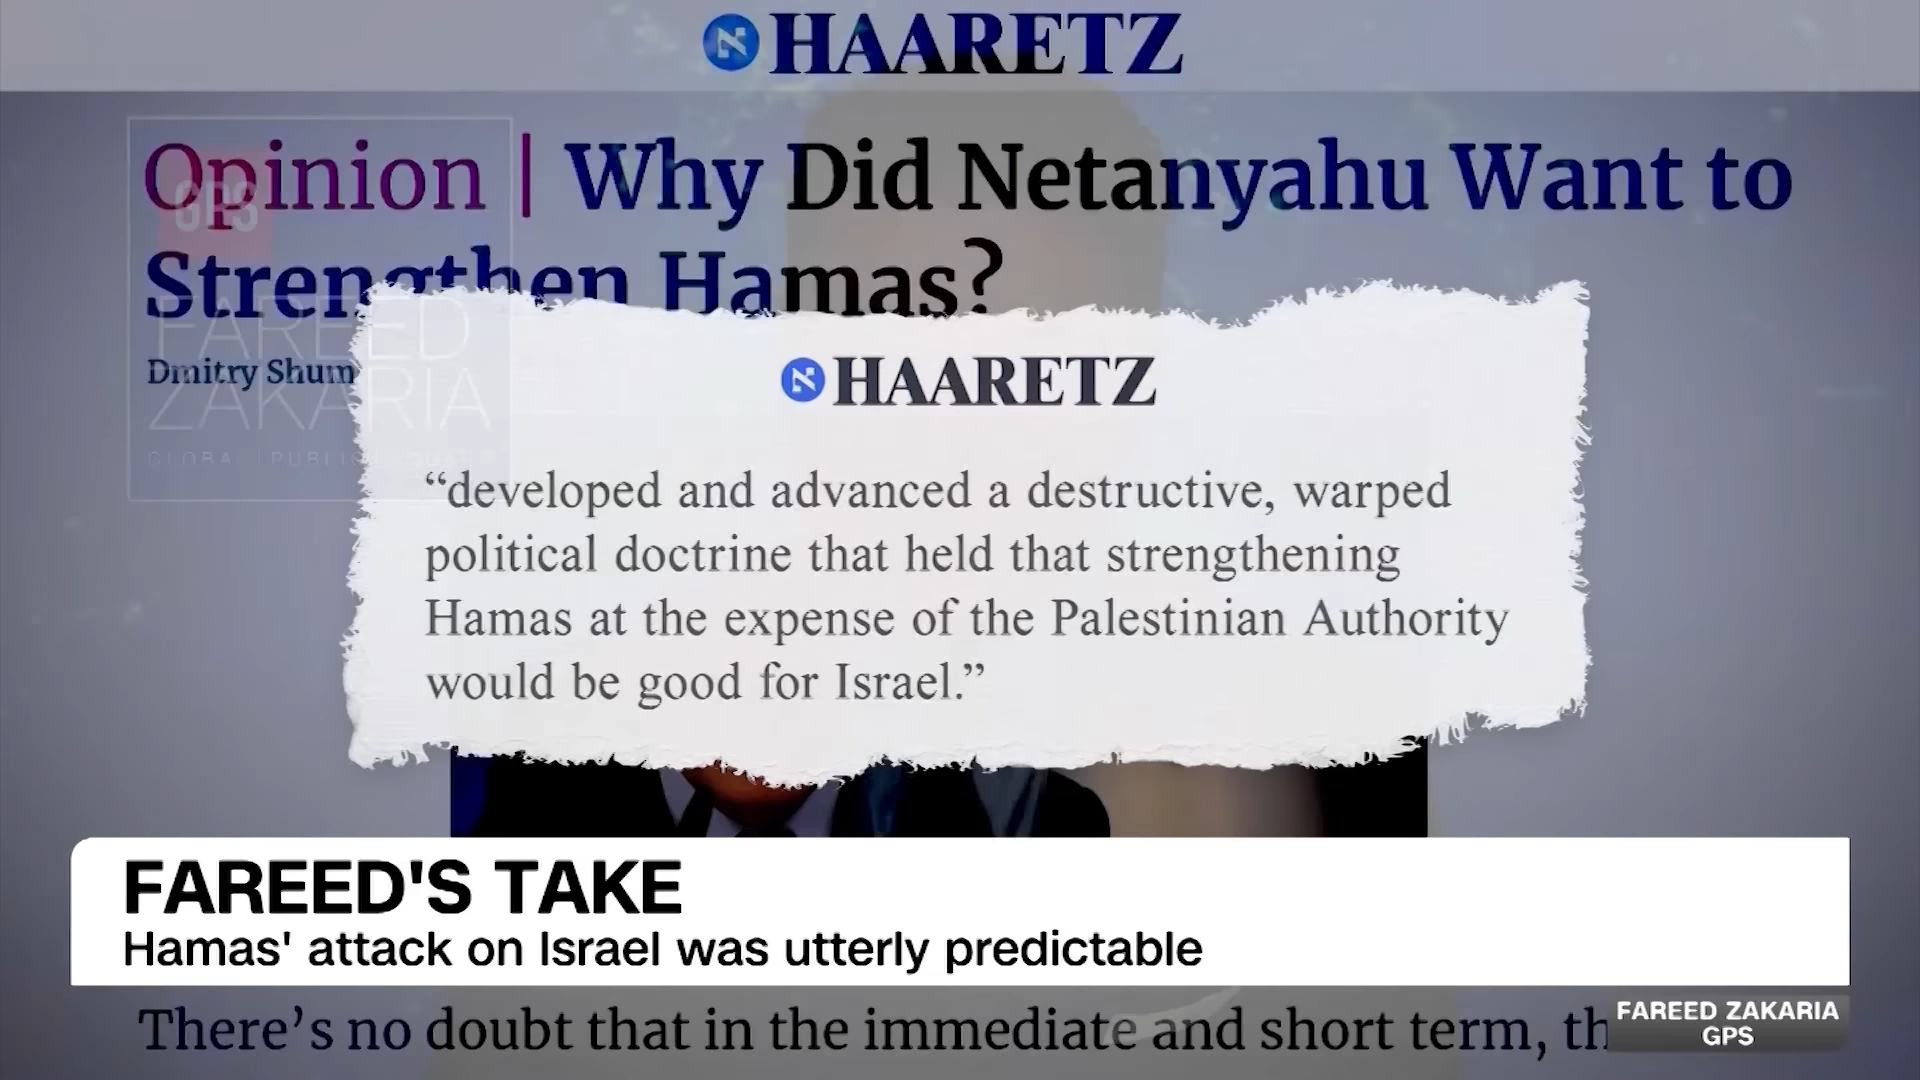 HAARETZ
Opinion | Why Did Netanyahu Want to
Strengthen Hamas?
Dmitry Shum
GPS
FAREED
ZAKARIA
HAARETZ
“developed and advanced a destructive, warped
political doctrine that held that strengthening
Hamas at the expense of the Palestinian Authority
would be good for Israel.”
FAREED'S TAKE
Hamas' attack on Israel was utterly predictable
There’s no doubt that in the immediate and short term, th
FAREED ZAKARIA
GPS